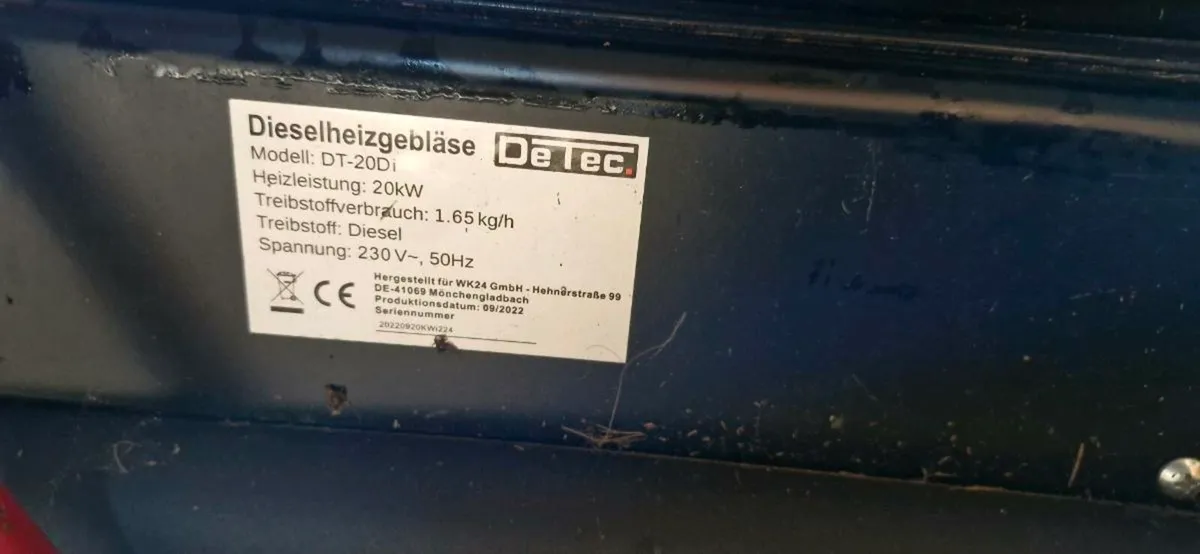 Dieselheizgebläse
DeTec.
Modell: DT-20Di
Heizleistung: 20kW
Treibstoffverbrauch: 1.65 kg/h
Treibstoff: Diesel
Spannung: 230 V~, 50Hz
CE
Hergestellt für WK24 GmbH - Hehnerstraße 99
DE-41069 Mönchengladbach
Produktionsdatum: 09/2022
Seriennummer
20220920KWi224